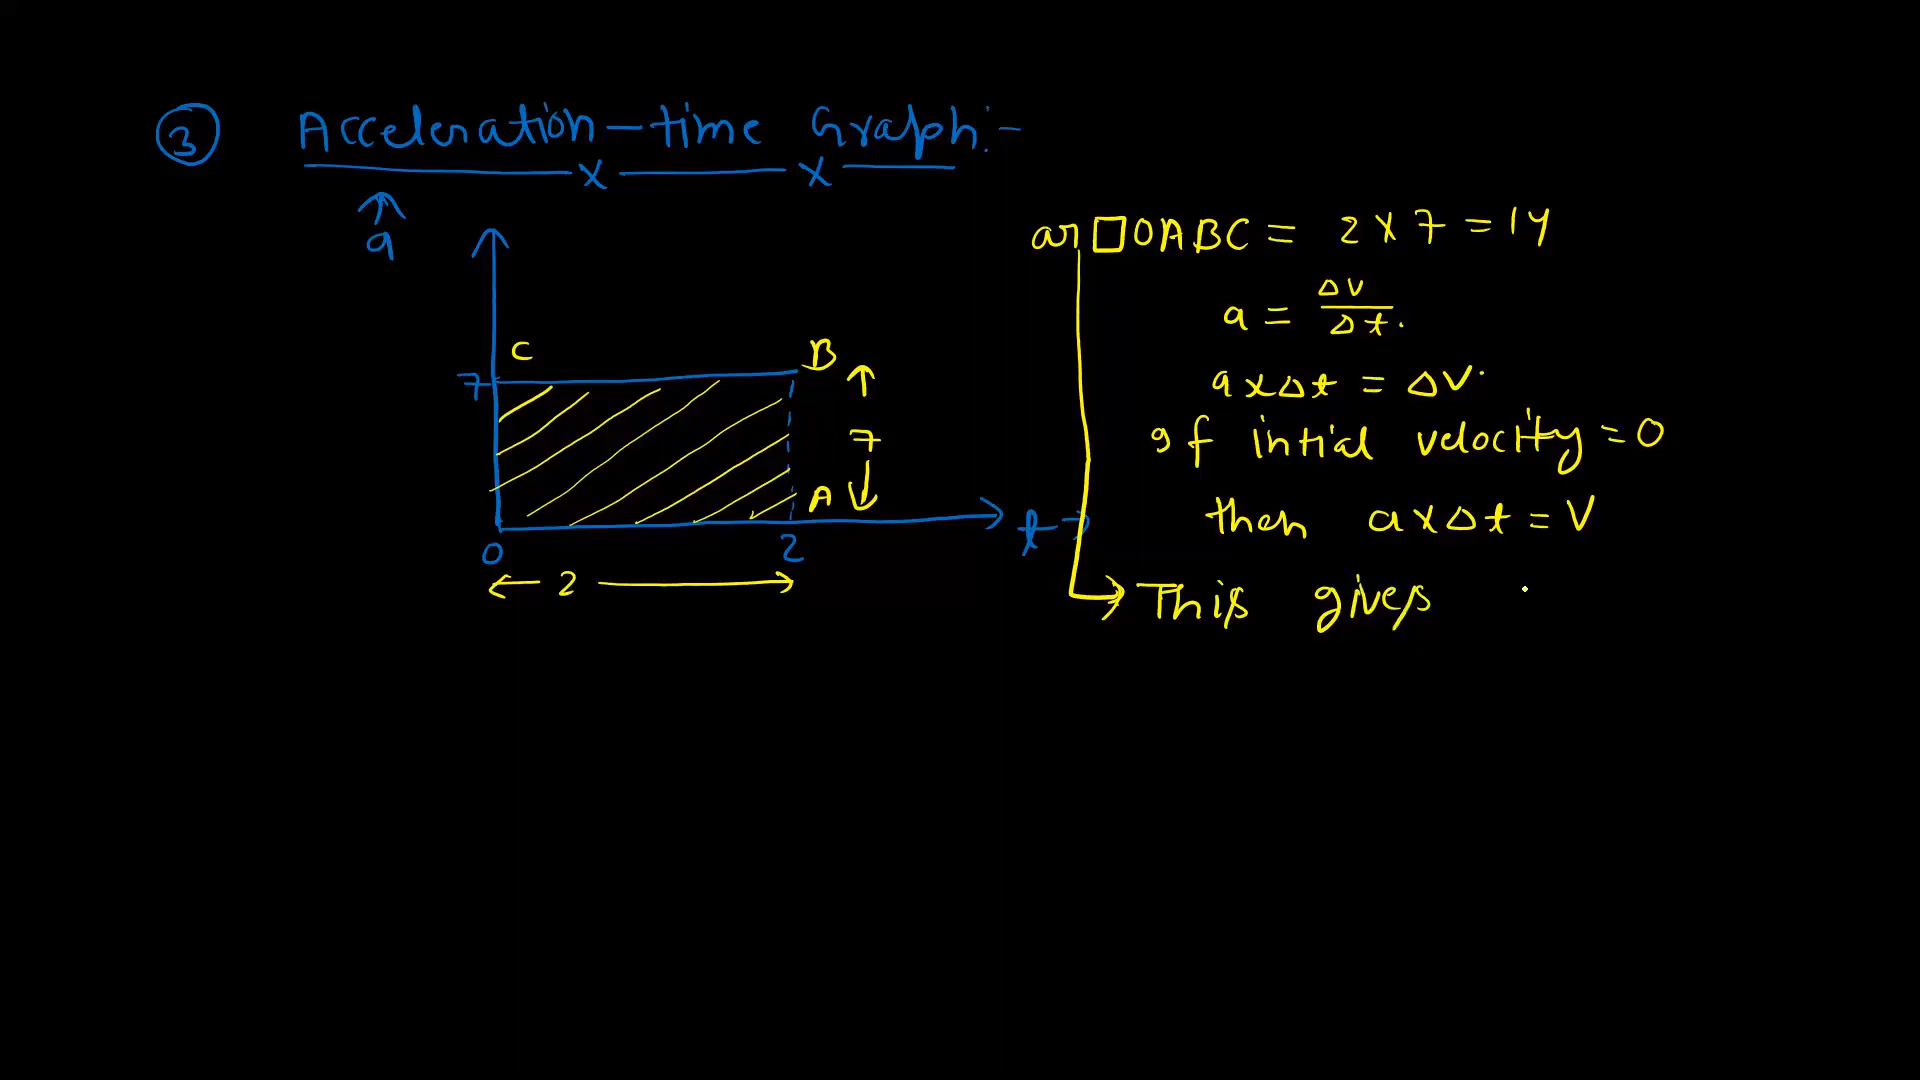 3 Acceleration-time Graph:-
a
ar □OABC = 2 x 7 = 14
a = Δv/Δt.
a x Δt = Δv.
If intial velocity = 0
then a x Δt = V
This gives
C B
7 7
A
t
0 2
2